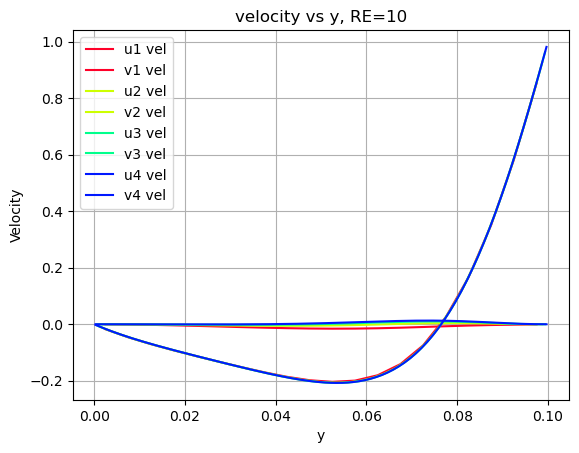 velocity vs y, RE=10
u1 vel
v1 vel
u2 vel
v2 vel
u3 vel
v3 vel
u4 vel
v4 vel
Velocity
1.0
0.8
0.6
0.4
0.2
0.0
−0.2
0.00 0.02 0.04 0.06 0.08 0.10
y